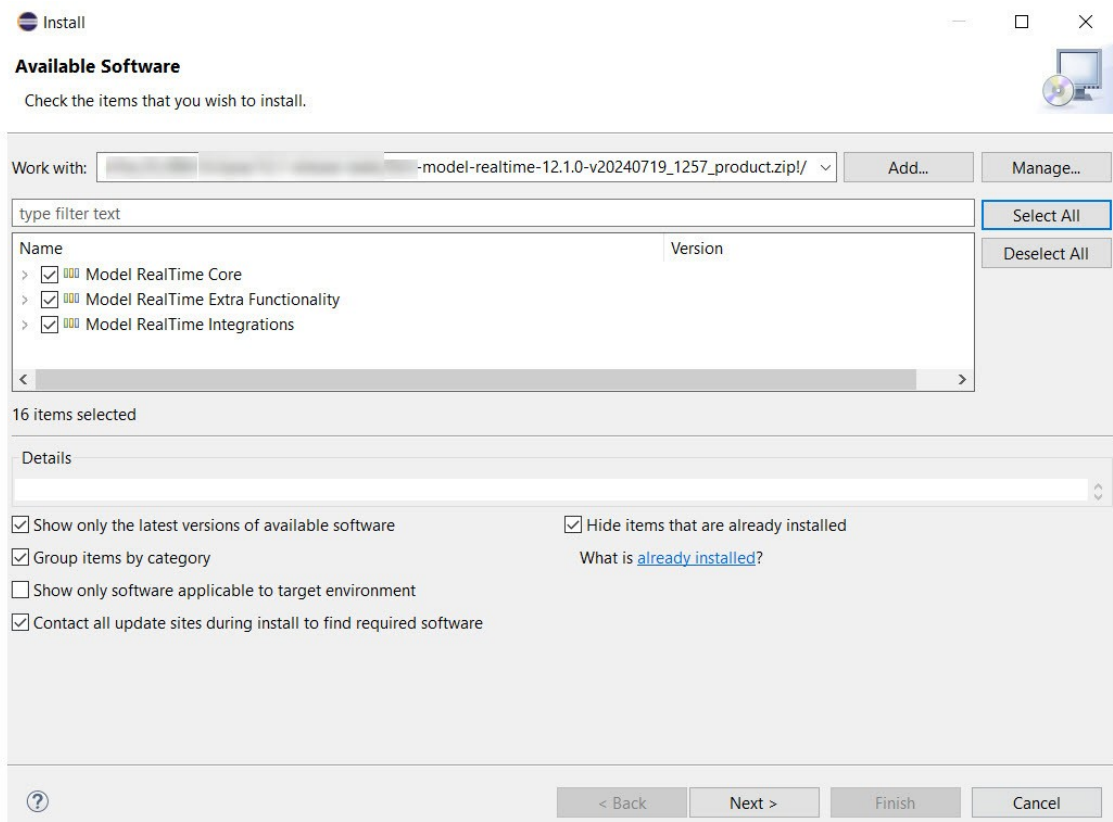 Install
Available Software
Check the items that you wish to install.
Work with: -model-realtime-12.1.0-v20240719_1257_product.zip!/ Add... Manage...
type filter text Select All
Name Version Deselect All
Model RealTime Core
Model RealTime Extra Functionality
Model RealTime Integrations
16 items selected
Details
Show only the latest versions of available software Hide items that are already installed
Group items by category What is already installed?
Show only software applicable to target environment
Contact all update sites during install to find required software
? < Back Next > Finish Cancel